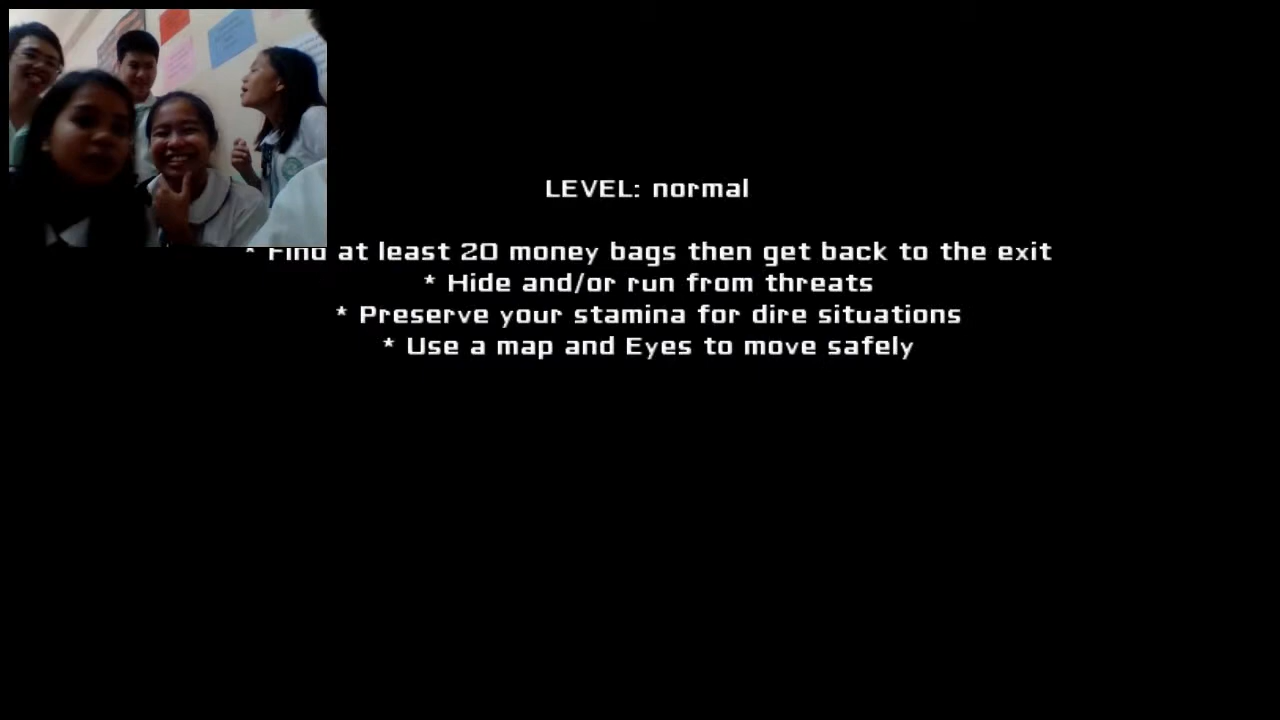 LEVEL: normal
* Find at least 20 money bags then get back to the exit
* Hide and/or run from threats
* Preserve your stamina for dire situations
* Use a map and Eyes to move safely